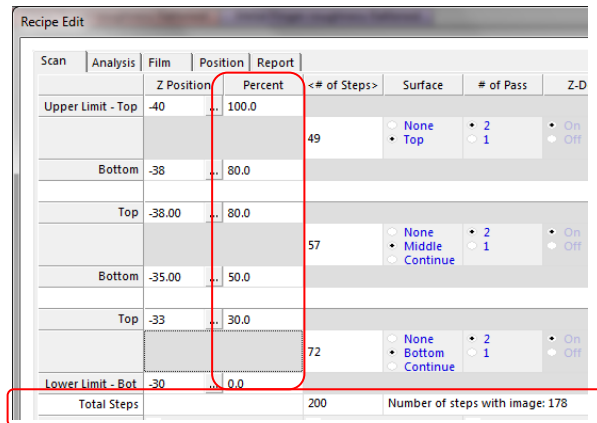 Recipe Edit
Scan Analysis Film Position Report
Z Position Percent <# of Steps> Surface # of Pass Z-D
Upper Limit - Top -40 ... 100.0
None 2 On
49 Top 1 Off
Bottom -38 ... 80.0
Top -38.00 ... 80.0
None 2 On
57 Middle 1 Off
Continue
Bottom -35.00 ... 50.0
Top -33 ... 30.0
None 2 On
72 Bottom 1 Off
Continue
Lower Limit - Bot -30 ... 0.0
Total Steps 200 Number of steps with image: 178